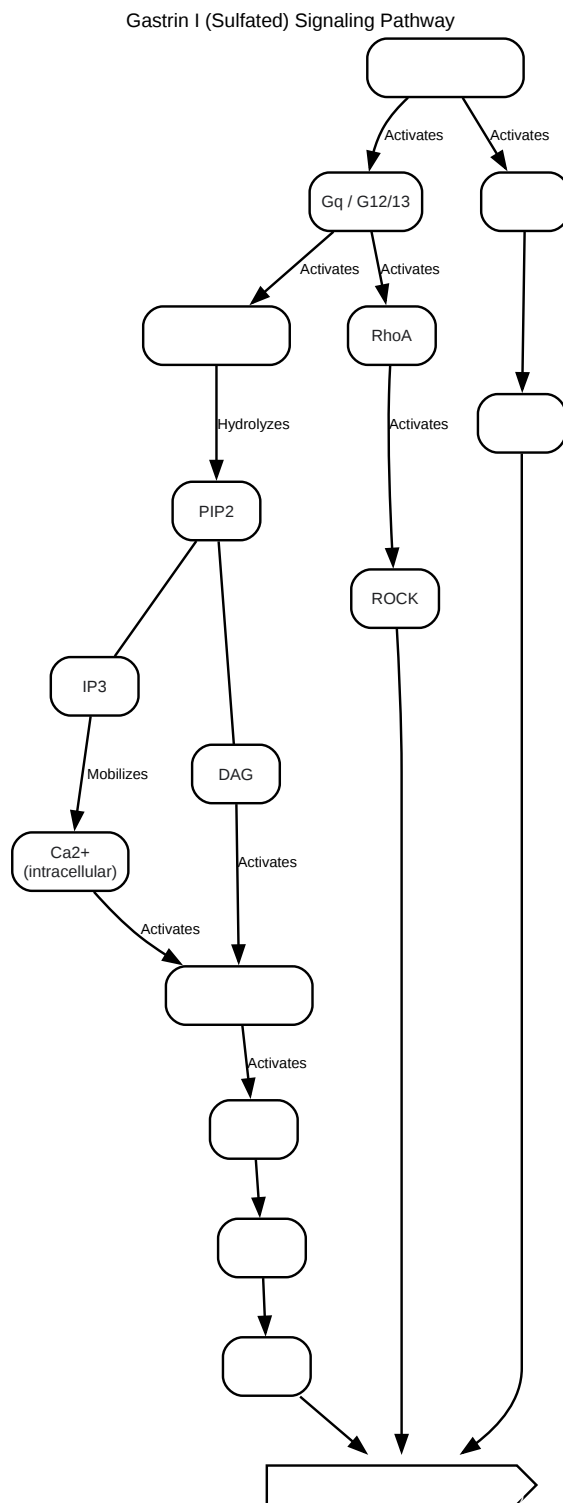 Gastrin I (Sulfated) Signaling Pathway
Activates
Activates
Gq / G12/13
Activates
Activates
RhoA
Hydrolyzes
Activates
PIP2
ROCK
IP3
Mobilizes
DAG
Ca2+
(intracellular)
Activates
Activates
Activates